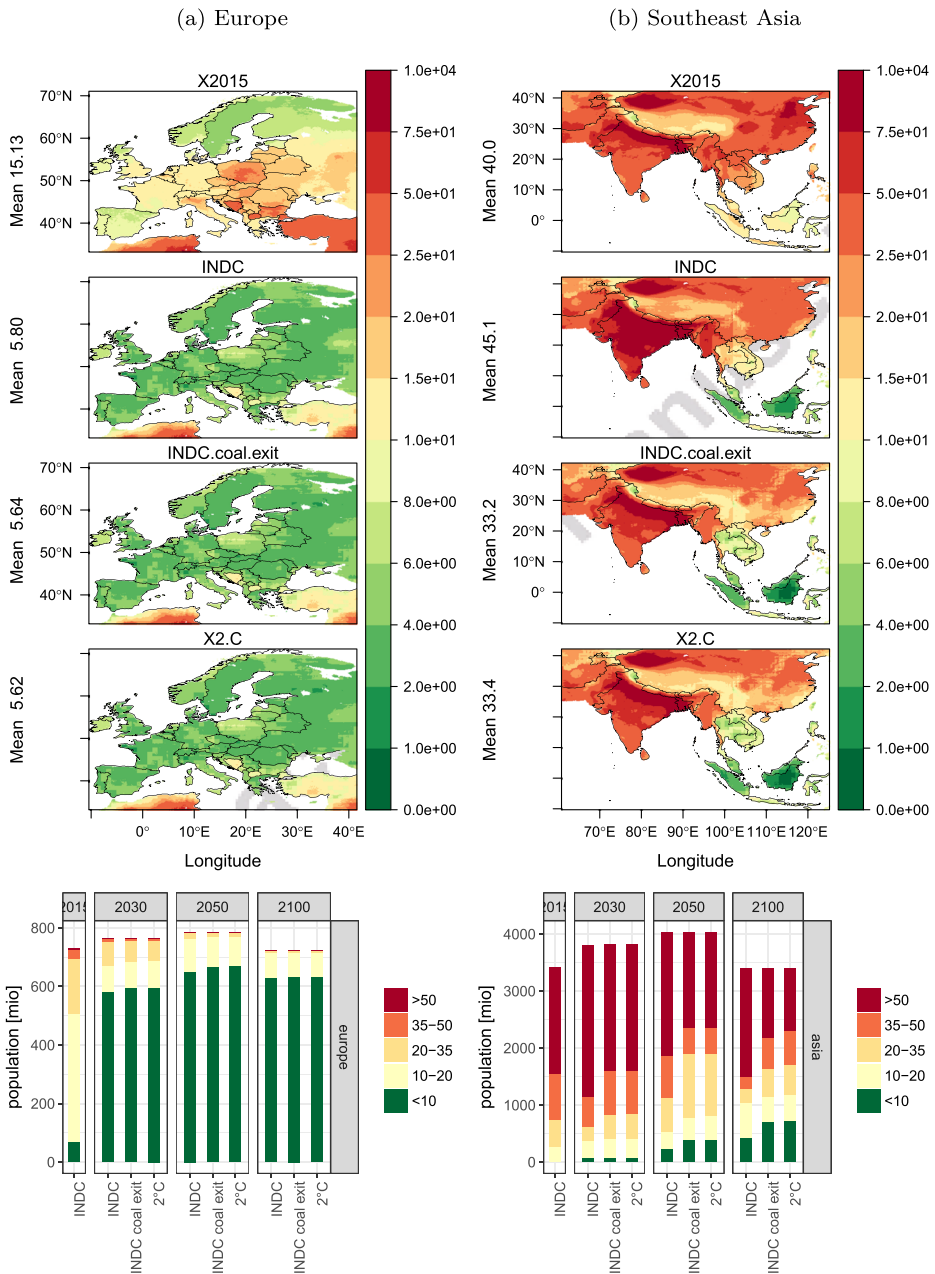 (a) Europe
(b) Southeast Asia
X2015
70°N
60°N
50°N
40°N
Mean 15.13
INDC
Mean 5.80
INDC.coal.exit
70°N
60°N
50°N
40°N
Mean 5.64
X2.C
Mean 5.62
0°
10°E
20°E
30°E
40°E
Longitude
1.0e+04
7.5e+01
5.0e+01
2.5e+01
2.0e+01
1.5e+01
1.0e+01
8.0e+00
6.0e+00
4.0e+00
2.0e+00
1.0e+00
0.0e+00
X2015
40°N
30°N
20°N
10°N
0°
Mean 40.0
INDC
Mean 45.1
INDC.coal.exit
40°N
30°N
20°N
10°N
0°
Mean 33.2
X2.C
Mean 33.4
70°E
80°E
90°E
100°E
110°E
120°E
Longitude
1.0e+04
7.5e+01
5.0e+01
2.5e+01
2.0e+01
1.5e+01
1.0e+01
8.0e+00
6.0e+00
4.0e+00
2.0e+00
1.0e+00
0.0e+00
2015
2030
2050
2100
800
600
400
200
0
population [mio]
europe
INDC
INDC
INDC coal exit
2°C
INDC
INDC coal exit
2°C
INDC
INDC coal exit
2°C
>50
35−50
20−35
10−20
<10
2015
2030
2050
2100
4000
3000
2000
1000
0
population [mio]
asia
INDC
INDC
INDC coal exit
2°C
INDC
INDC coal exit
2°C
INDC
INDC coal exit
2°C
>50
35−50
20−35
10−20
<10